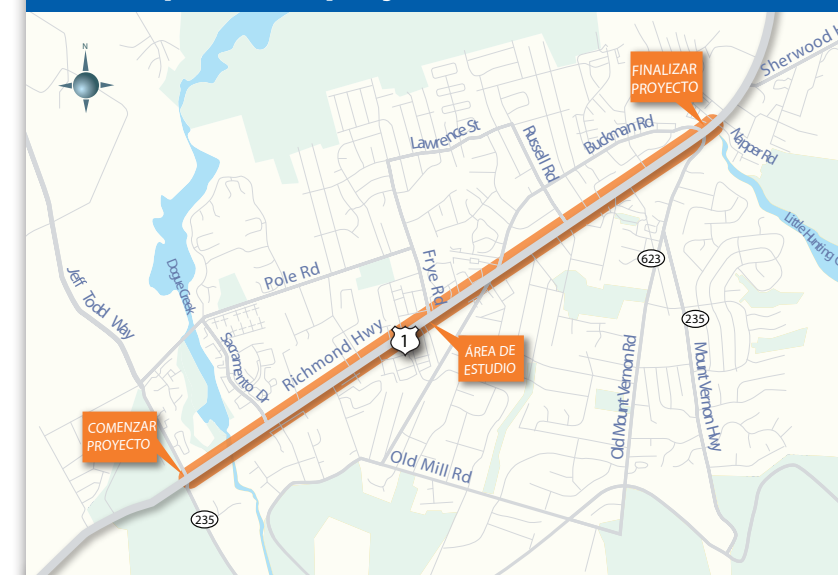 N
Sherwood
FINALIZAR
PROYECTO
Lawrence St
Russell Rd
Buckman Rd
Napper Rd
Little Hunting
Jeff Todd Way
Dogue Creek
Pole Rd
Frye Rd
623
235
Sacramento Dr
Richmond Hwy
1
ÁREA DE
ESTUDIO
Old Mount Vernon Rd
Mount Vernon Hwy
COMENZAR
PROYECTO
Old Mill Rd
235